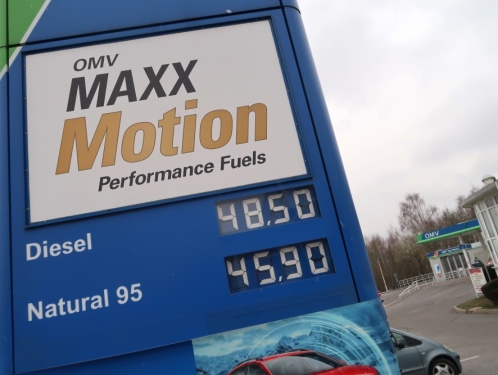 OMV
MAXX
Motion
Performance Fuels
Diesel 48.50
Natural 95 45.90
OMV